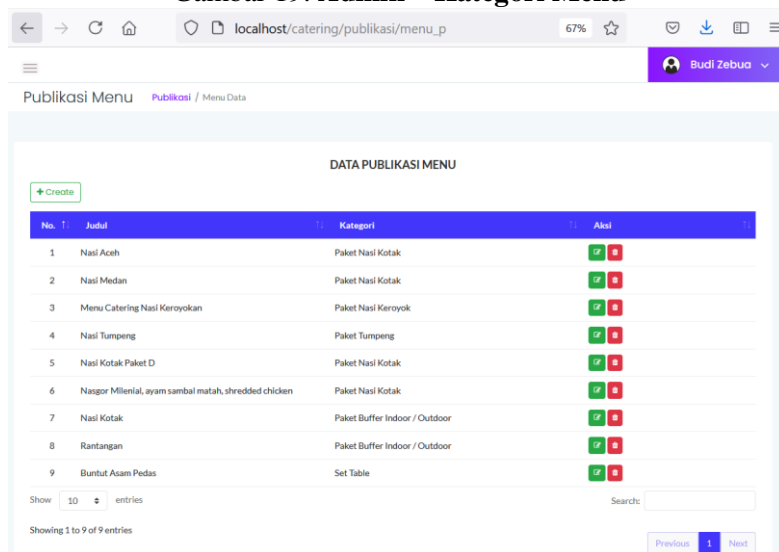 Gambar 19. Admin – Kategori Menu
localhost/catering/publikasi/menu_p 67%
Budi Zebua
Publikasi Menu Publikasi / Menu Data
DATA PUBLIKASI MENU
+ Create
No. Judul Kategori Aksi
1 Nasi Aceh Paket Nasi Kotak
2 Nasi Medan Paket Nasi Kotak
3 Menu Catering Nasi Keroyokan Paket Nasi Keroyok
4 Nasi Tumpeng Paket Tumpeng
5 Nasi Kotak Paket D Paket Nasi Kotak
6 Nasgor Milenial, ayam sambal matah, shredded chicken Paket Nasi Kotak
7 Nasi Kotak Paket Buffer Indoor / Outdoor
8 Rantangan Paket Buffer Indoor / Outdoor
9 Buntut Asam Pedas Set Table
Show 10 entries Search:
Showing 1 to 9 of 9 entries
Previous 1 Next